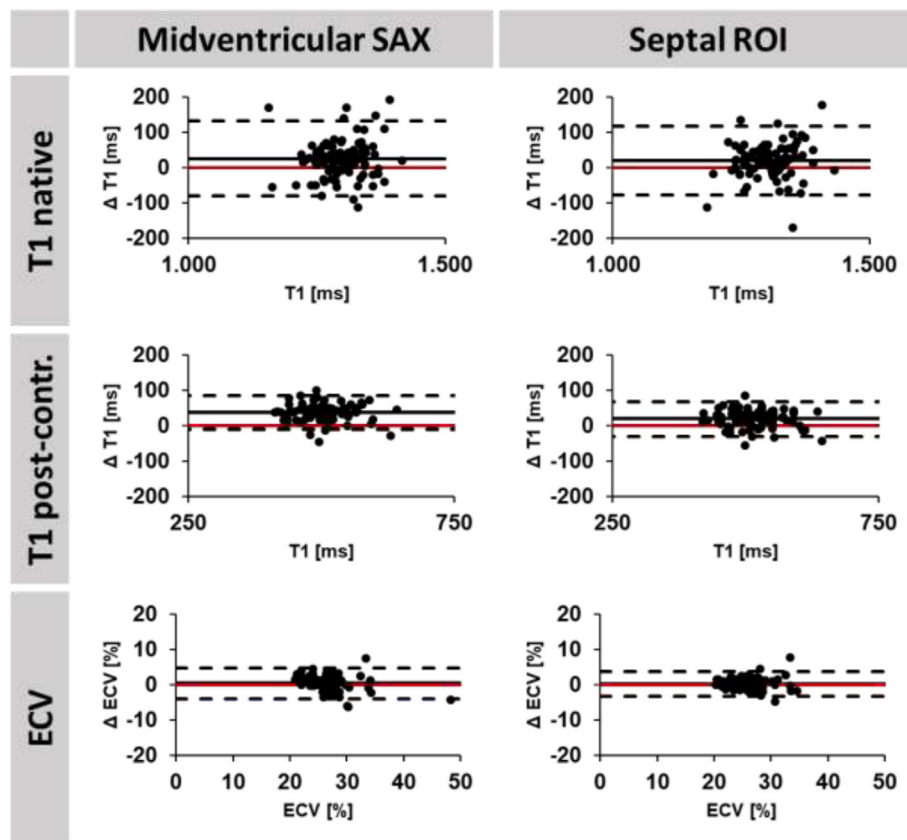 Midventricular SAX
Septal ROI
T1 native
Δ T1 [ms]
200
100
0
-100
-200
1.000
1.500
T1 [ms]
Δ T1 [ms]
200
100
0
-100
-200
1.000
1.500
T1 [ms]
T1 post-contr.
Δ T1 [ms]
200
100
0
-100
-200
250
750
T1 [ms]
Δ T1 [ms]
200
100
0
-100
-200
250
750
T1 [ms]
ECV
Δ ECV [%]
20
10
0
-10
-20
0
10
20
30
40
50
ECV [%]
Δ ECV [%]
20
10
0
-10
-20
0
10
20
30
40
50
ECV [%]